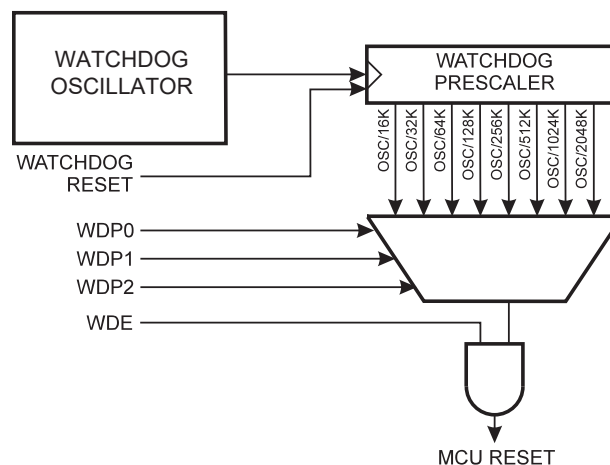 WATCHDOG
OSCILLATOR
WATCHDOG
PRESCALER
OSC/16K
OSC/32K
OSC/64K
OSC/128K
OSC/256K
OSC/512K
OSC/1024K
OSC/2048K
WATCHDOG
RESET
WDP0
WDP1
WDP2
WDE
MCU RESET